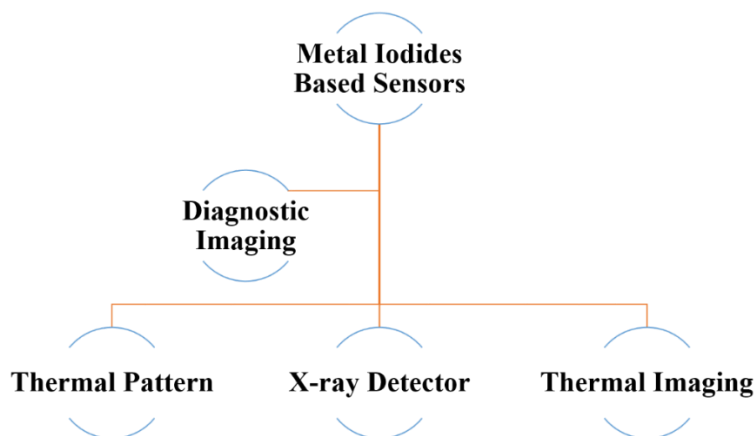 Metal Iodides
Based Sensors
Diagnostic
Imaging
Thermal Pattern
X-ray Detector
Thermal Imaging